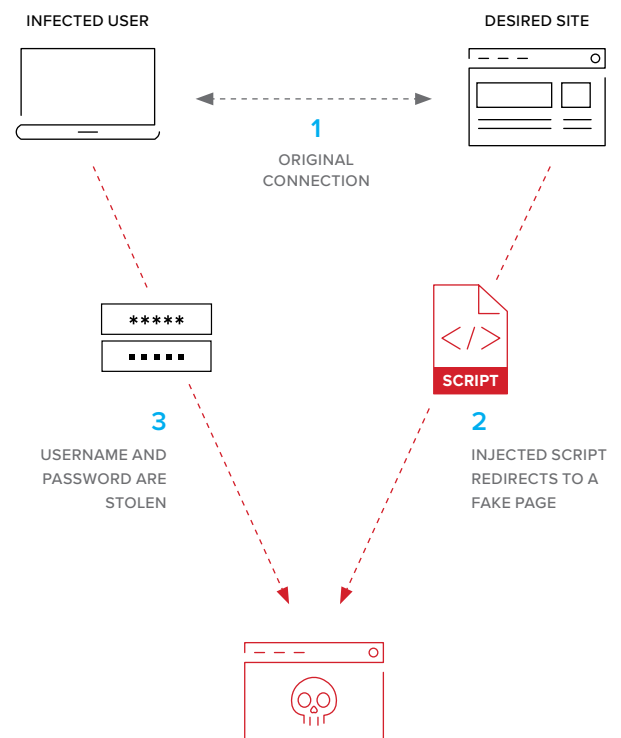 INFECTED USER
DESIRED SITE
1
ORIGINAL
CONNECTION
*****
</>
SCRIPT
3
USERNAME AND
PASSWORD ARE
STOLEN
2
INJECTED SCRIPT
REDIRECTS TO A
FAKE PAGE